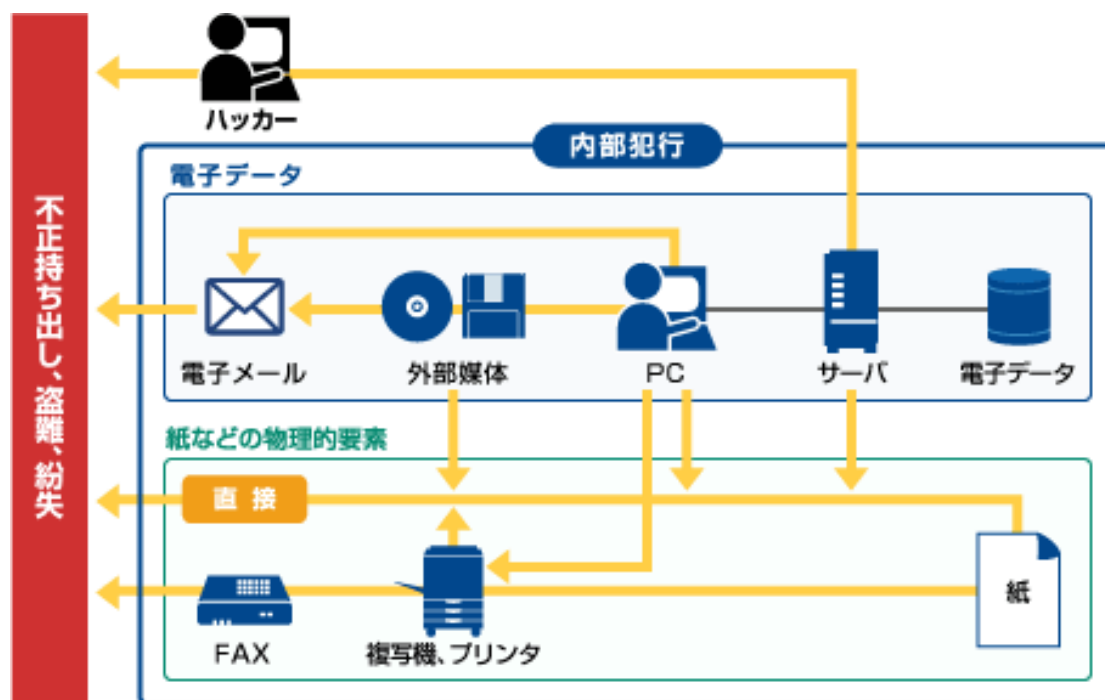 ハッカー
内部犯行
不正持ち出し、盗難、紛失
電子データ
電子メール
外部媒体
PC
サーバ
電子データ
紙などの物理的要素
直接
紙
FAX
複写機、プリンタ